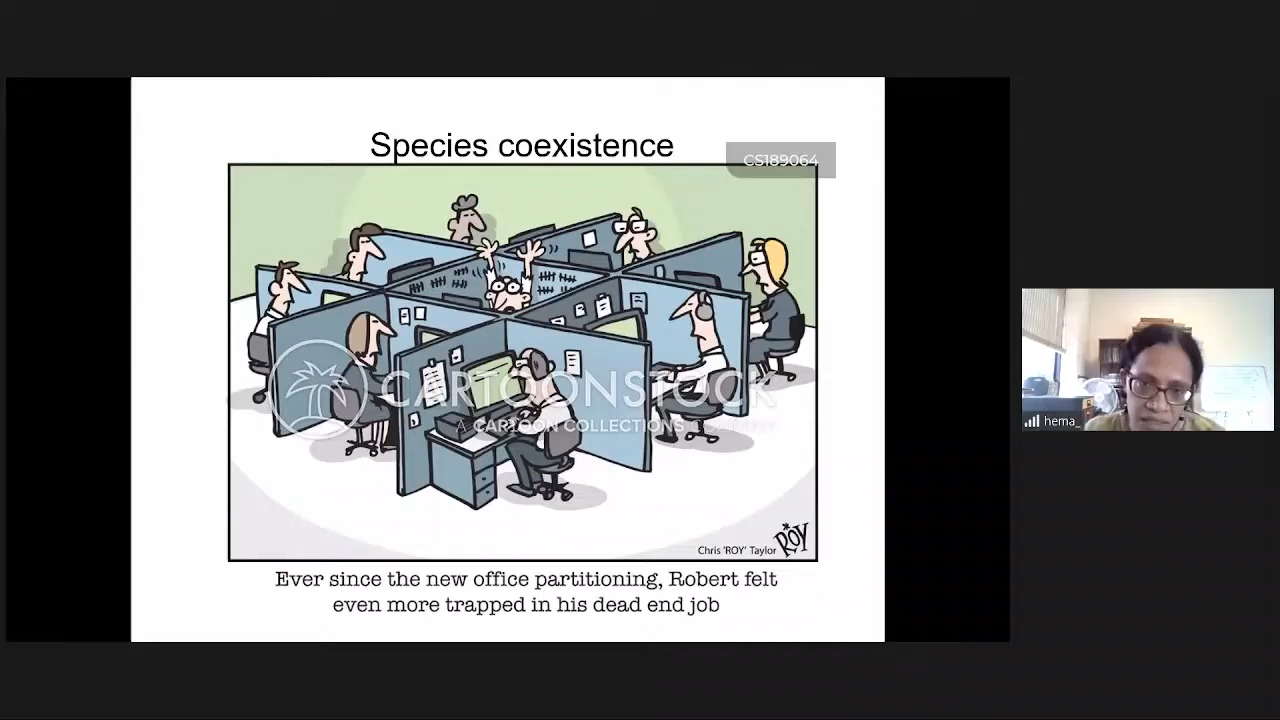 Species coexistence
CS189064
CARTOONSTOCK
A CARTOON COLLECTIONS COMPANY
Chris 'ROY' Taylor
ROY
Ever since the new office partitioning, Robert felt
even more trapped in his dead end job
hema_